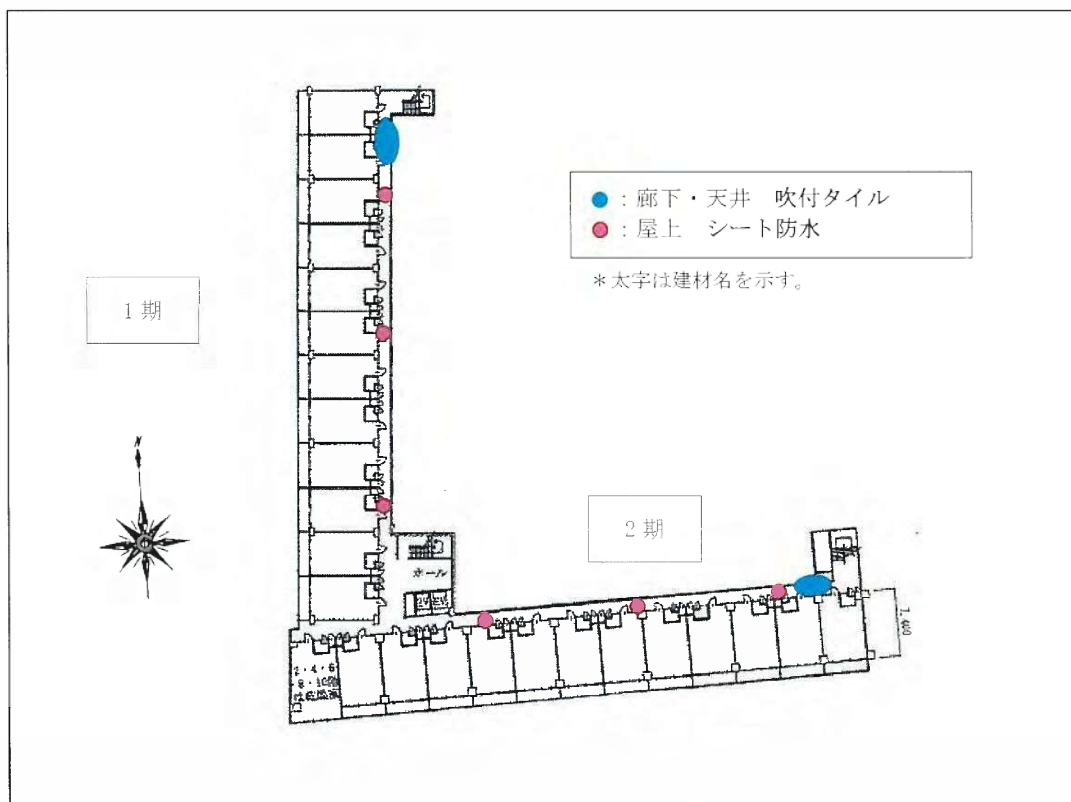 ●：廊下・天井　吹付タイル
●：屋上　シート防水
＊太字は建材名を示す。
1期
N
2期
ホール
2・4・6
8・10階